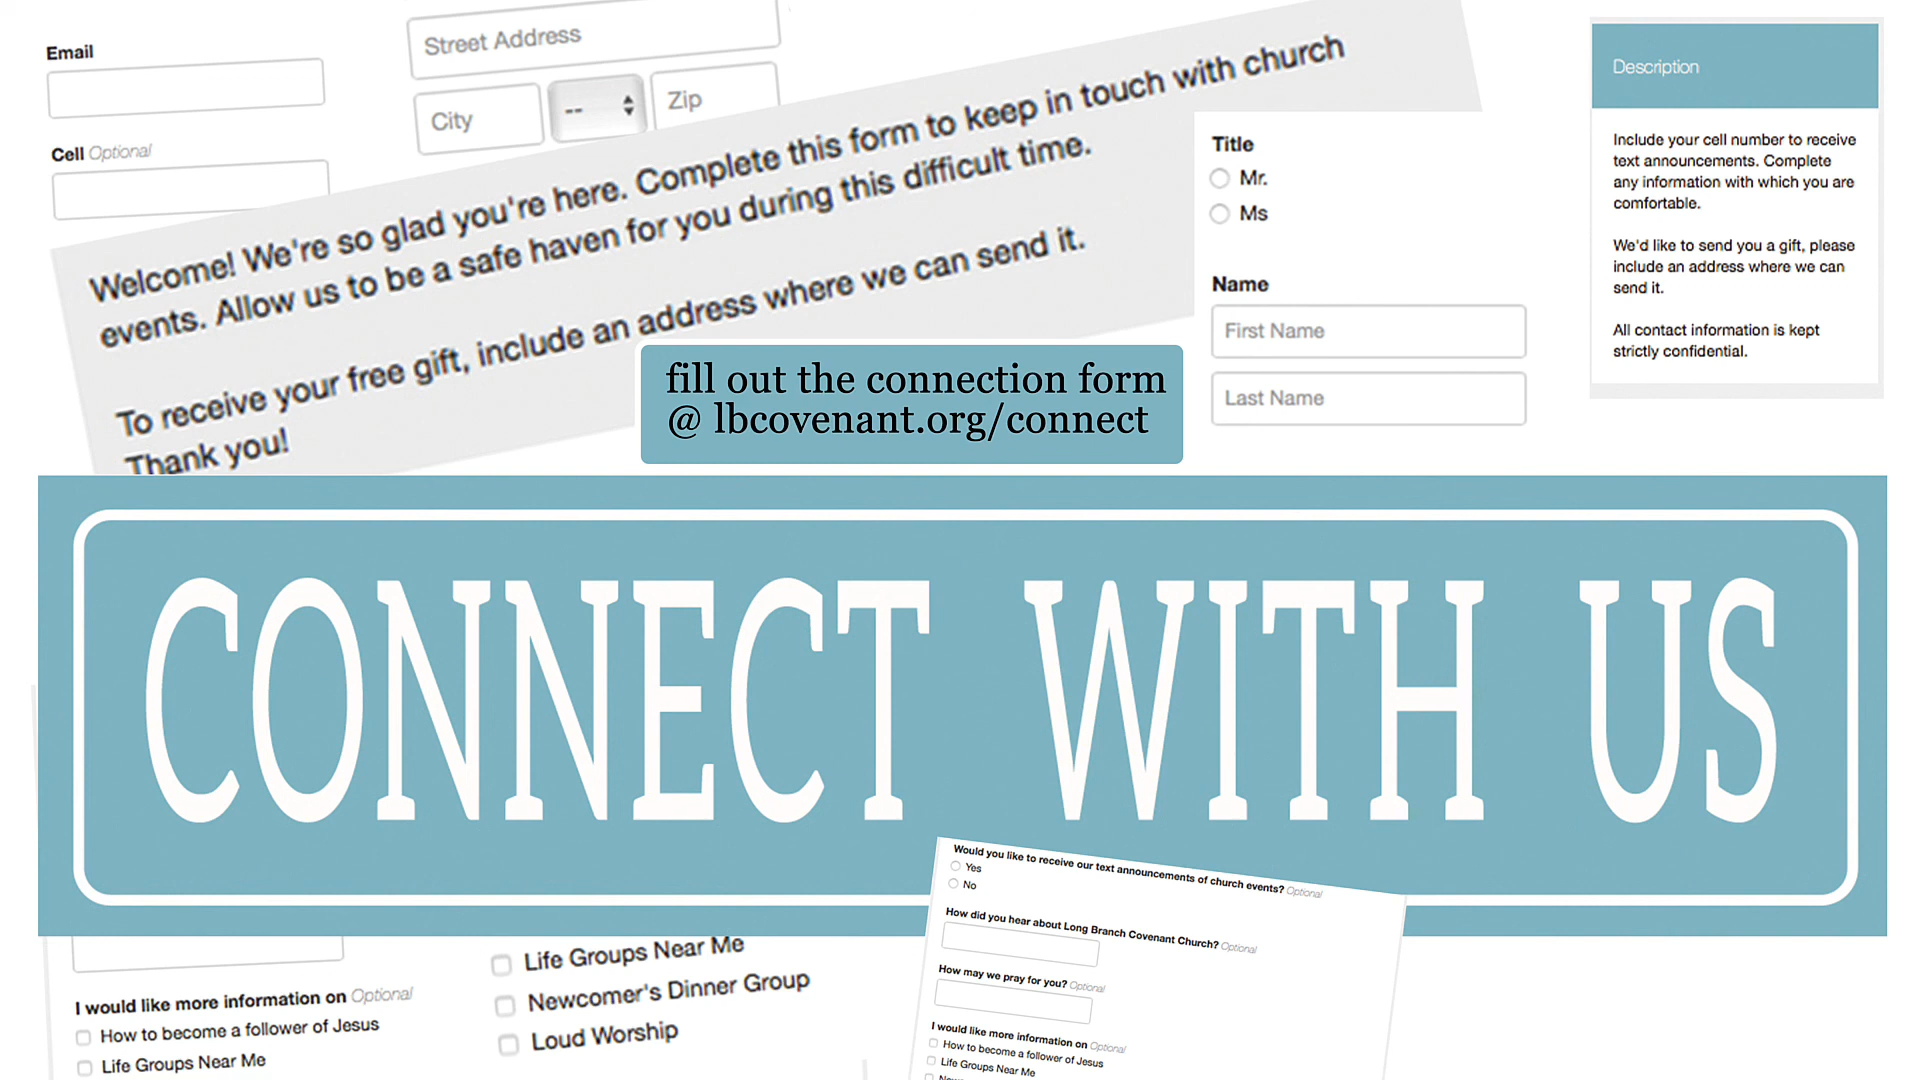 Email
Cell Optional
Street Address
City
--
Zip
Welcome! We're so glad you're here. Complete this form to keep in touch with church
events. Allow us to be a safe haven for you during this difficult time.
To receive your free gift, include an address where we can send it.
Thank you!
fill out the connection form
@ lbcovenant.org/connect
Title
Mr.
Ms
Name
First Name
Last Name
Description
Include your cell number to receive
text announcements. Complete
any information with which you are
comfortable.
We'd like to send you a gift, please
include an address where we can
send it.
All contact information is kept
strictly confidential.
CONNECT WITH US
I would like more information on Optional
How to become a follower of Jesus
Life Groups Near Me
Life Groups Near Me
Newcomer's Dinner Group
Loud Worship
Would you like to receive our text announcements of church events? Optional
Yes
No
How did you hear about Long Branch Covenant Church? Optional
How may we pray for you? Optional
I would like more information on Optional
How to become a follower of Jesus
Life Groups Near Me